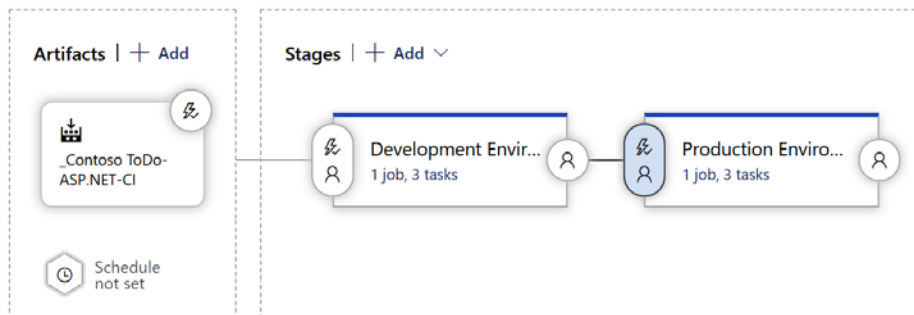 Artifacts | + Add
Stages | + Add
_Contoso ToDo-
ASP.NET-CI
Development Envir...
1 job, 3 tasks
Production Enviro...
1 job, 3 tasks
Schedule
not set